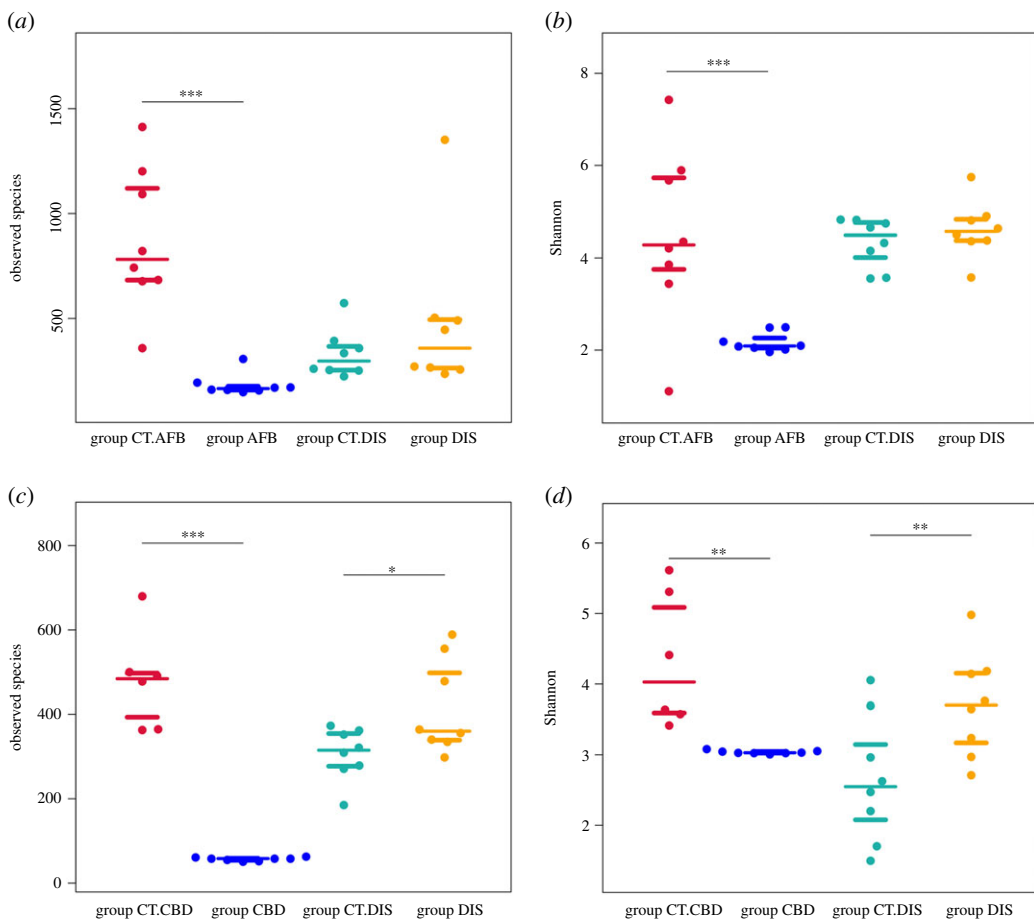 (a)
observed species
1500
1000
500
***
group CT.AFB group AFB group CT.DIS group DIS
(b)
Shannon
8
6
4
2
***
group CT.AFB group AFB group CT.DIS group DIS
(c)
observed species
800
600
400
200
0
***
*
group CT.CBD group CBD group CT.DIS group DIS
(d)
Shannon
6
5
4
3
2
**
**
group CT.CBD group CBD group CT.DIS group DIS